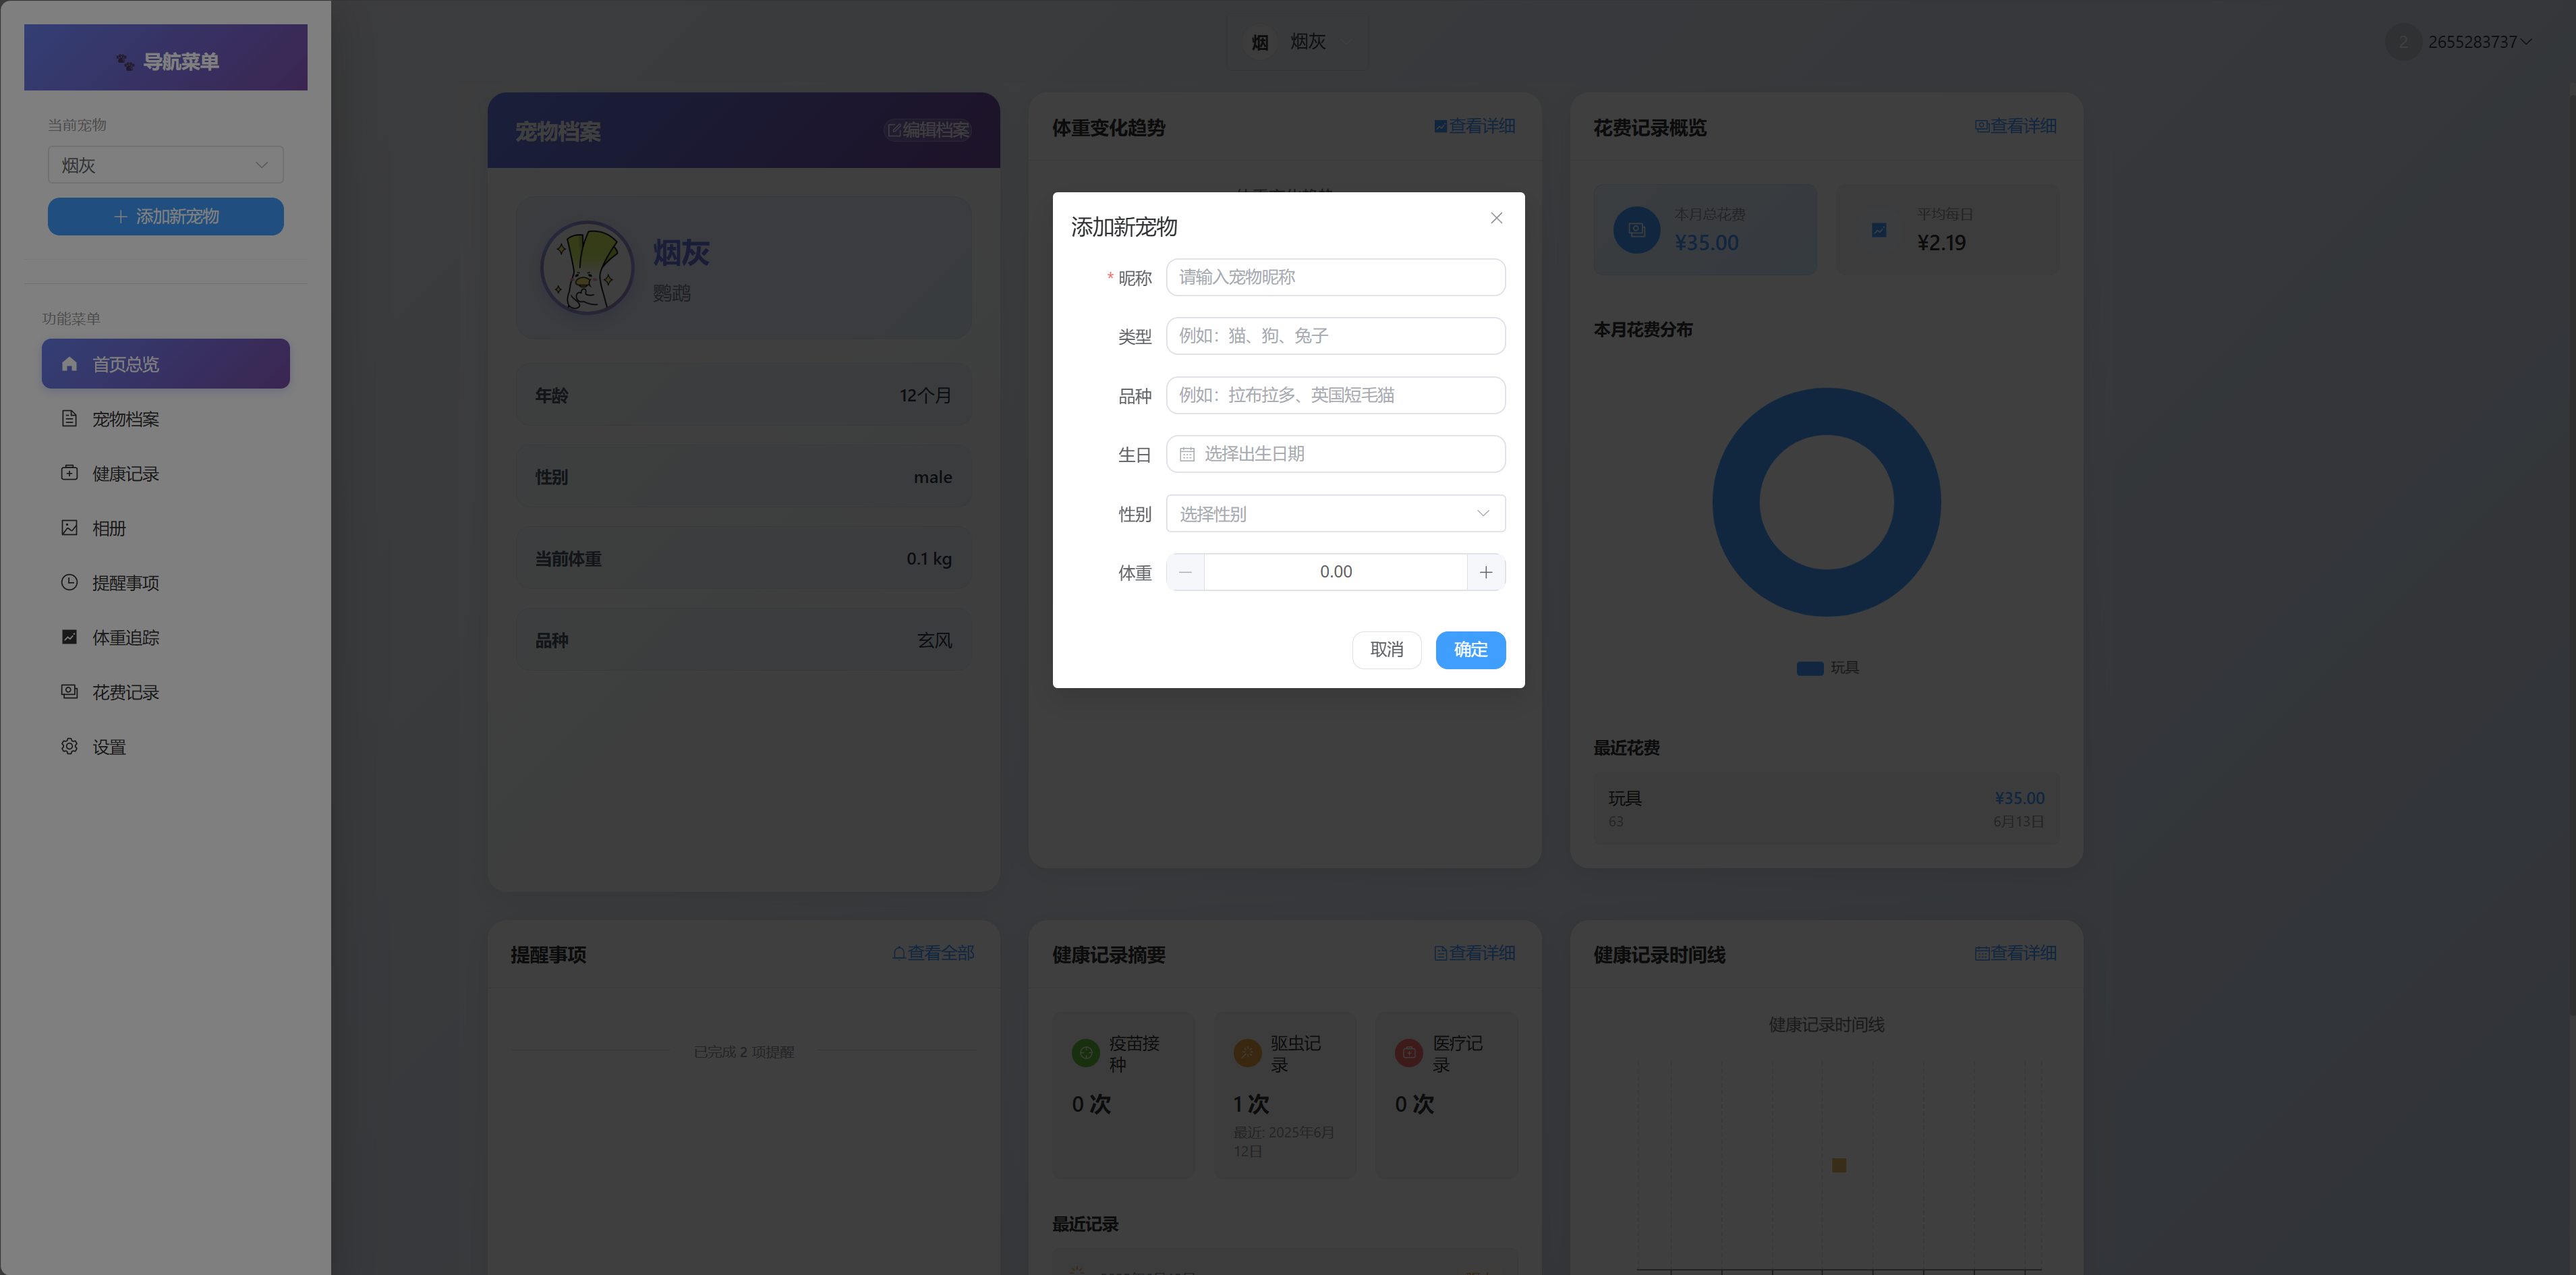 导航菜单
当前宠物
烟灰
添加新宠物
功能菜单
首页总览
宠物档案
健康记录
相册
提醒事项
体重追踪
花费记录
设置
烟 烟灰
2 2655283737
宠物档案 编辑档案
烟灰
鹦鹉
年龄 12个月
性别 male
当前体重 0.1 kg
品种 玄风
体重变化趋势 查看详细
添加新宠物
* 昵称 请输入宠物昵称
类型 例如：猫、狗、兔子
品种 例如：拉布拉多、英国短毛猫
生日 选择出生日期
性别 选择性别
体重 0.00
取消 确定
花费记录概览 查看详细
本月总花费
¥35.00
平均每日
¥2.19
本月花费分布
玩具
最近花费
玩具 ¥35.00
63 6月13日
提醒事项 查看全部
已完成 2 项提醒
健康记录摘要 查看详细
疫苗接
种
0 次
驱虫记
录
1 次
最近: 2025年6月
12日
医疗记
录
0 次
最近记录
健康记录时间线 查看详细
健康记录时间线